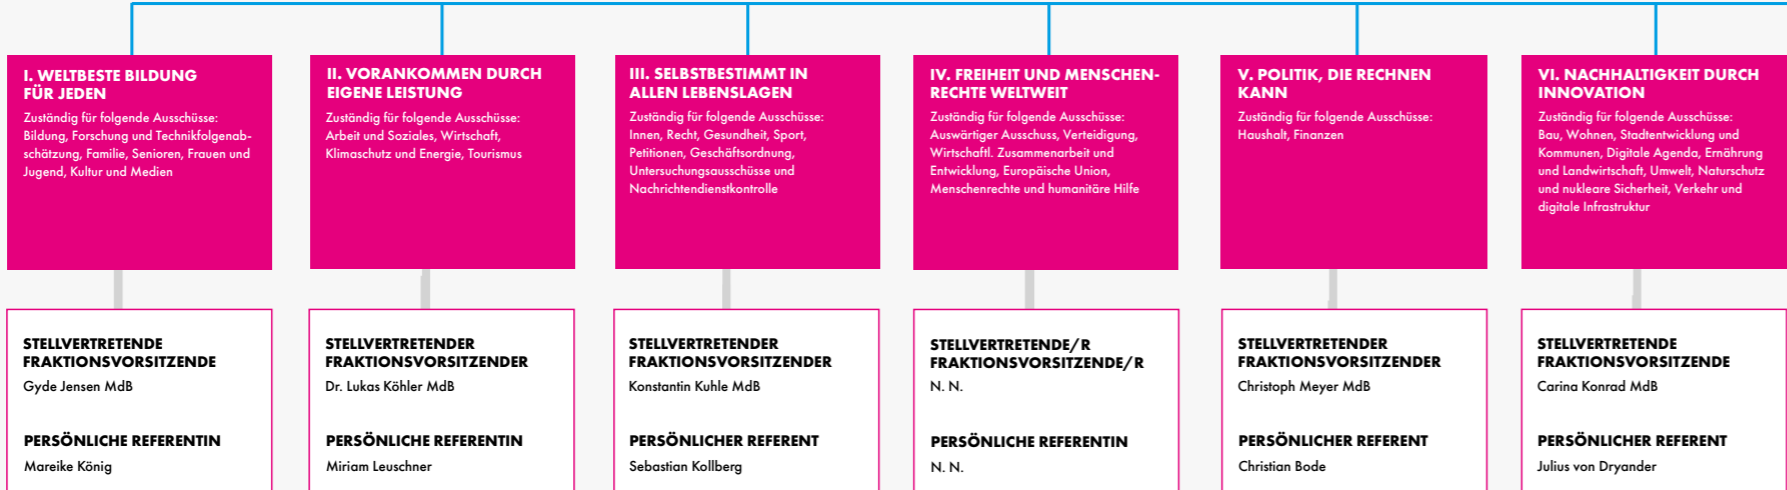 I. WELTBESTE BILDUNG
FÜR JEDEN
Zuständig für folgende Ausschüsse:
Bildung, Forschung und Technikfolgenab-
schätzung, Familie, Senioren, Frauen und
Jugend, Kultur und Medien
STELLVERTRETENDE
FRAKTIONSVORSITZENDE
Gyde Jensen MdB
PERSÖNLICHE REFERENTIN
Mareike König
II. VORANKOMMEN DURCH
EIGENE LEISTUNG
Zuständig für folgende Ausschüsse:
Arbeit und Soziales, Wirtschaft,
Klimaschutz und Energie, Tourismus
STELLVERTRETENDER
FRAKTIONSVORSITZENDER
Dr. Lukas Köhler MdB
PERSÖNLICHE REFERENTIN
Miriam Leuschner
III. SELBSTBESTIMMT IN
ALLEN LEBENSLAGEN
Zuständig für folgende Ausschüsse:
Innen, Recht, Gesundheit, Sport,
Petitionen, Geschäftsordnung,
Untersuchungsausschüsse und
Nachrichtendienstkontrolle
STELLVERTRETENDER
FRAKTIONSVORSITZENDER
Konstantin Kuhle MdB
PERSÖNLICHER REFERENT
Sebastian Kollberg
IV. FREIHEIT UND MENSCHEN-
RECHTE WELTWEIT
Zuständig für folgende Ausschüsse:
Auswärtiger Ausschuss, Verteidigung,
Wirtschaftl. Zusammenarbeit und
Entwicklung, Europäische Union,
Menschenrechte und humanitäre Hilfe
STELLVERTRETENDE/R
FRAKTIONSVORSITZENDE/R
N. N.
PERSÖNLICHE REFERENTIN
N. N.
V. POLITIK, DIE RECHNEN
KANN
Zuständig für folgende Ausschüsse:
Haushalt, Finanzen
STELLVERTRETENDER
FRAKTIONSVORSITZENDER
Christoph Meyer MdB
PERSÖNLICHER REFERENT
Christian Bode
VI. NACHHALTIGKEIT DURCH
INNOVATION
Zuständig für folgende Ausschüsse:
Bau, Wohnen, Stadtentwicklung und
Kommunen, Digitale Agenda, Ernährung
und Landwirtschaft, Umwelt, Naturschutz
und nukleare Sicherheit, Verkehr und
digitale Infrastruktur
STELLVERTRETENDE
FRAKTIONSVORSITZENDE
Carina Konrad MdB
PERSÖNLICHER REFERENT
Julius von Dryander